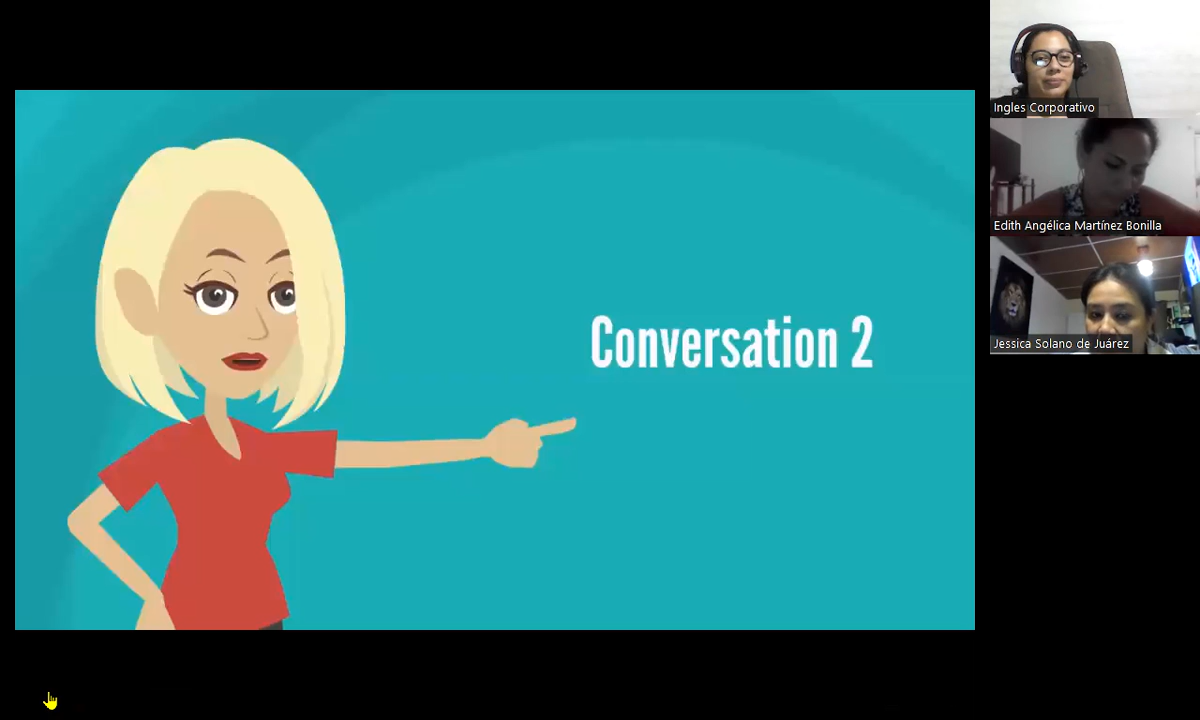 Conversation 2
Ingles Corporativo
Edith Angélica Martínez Bonilla
Jessica Solano de Juárez